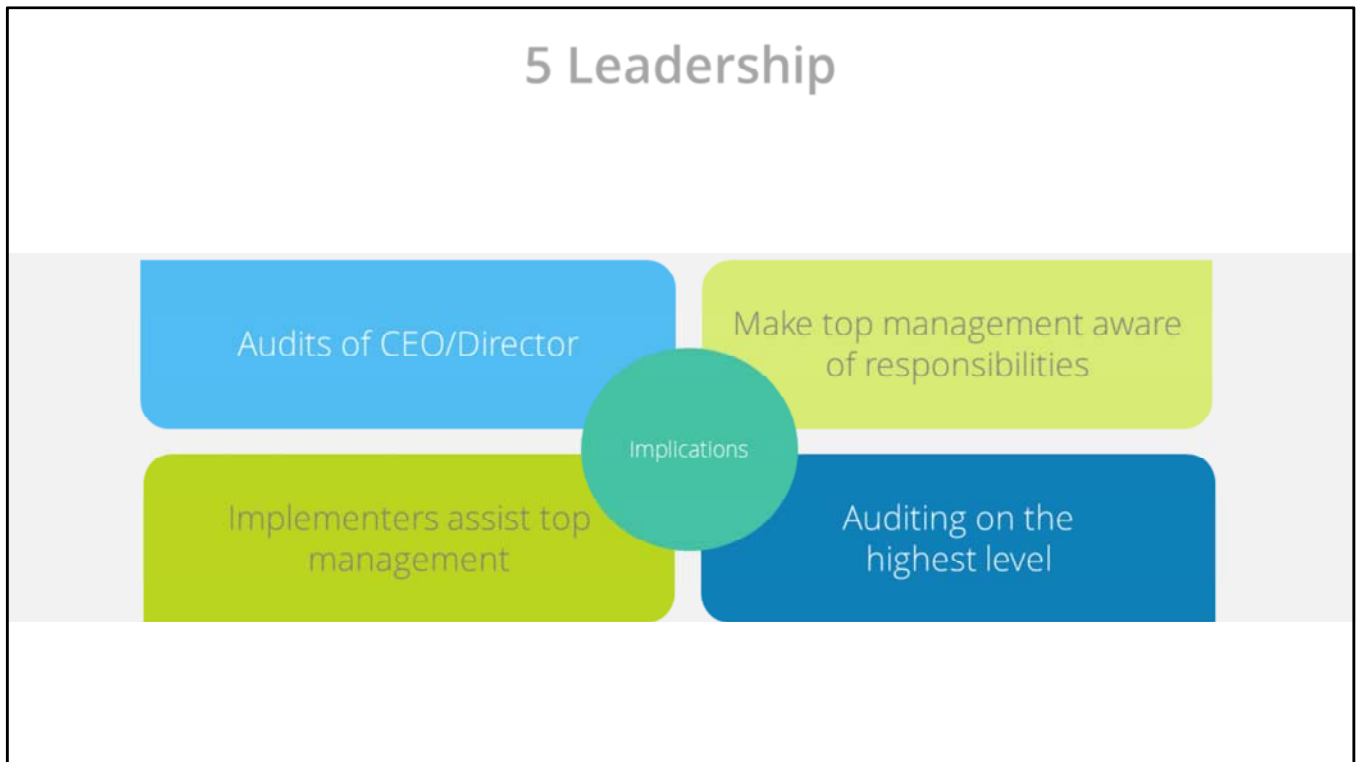 5 Leadership
Audits of CEO/Director
Make top management aware
of responsibilities
Implications
Implementers assist top
management
Auditing on the
highest level